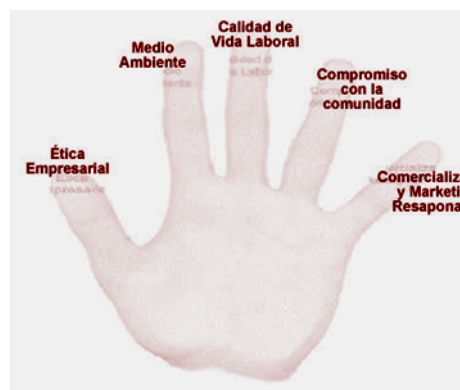 Calidad de
Vida Laboral
Medio
Ambiente
Compromiso
con la
comunidad
Ética
Empresarial
Comercializ
y Marketi
Resapona